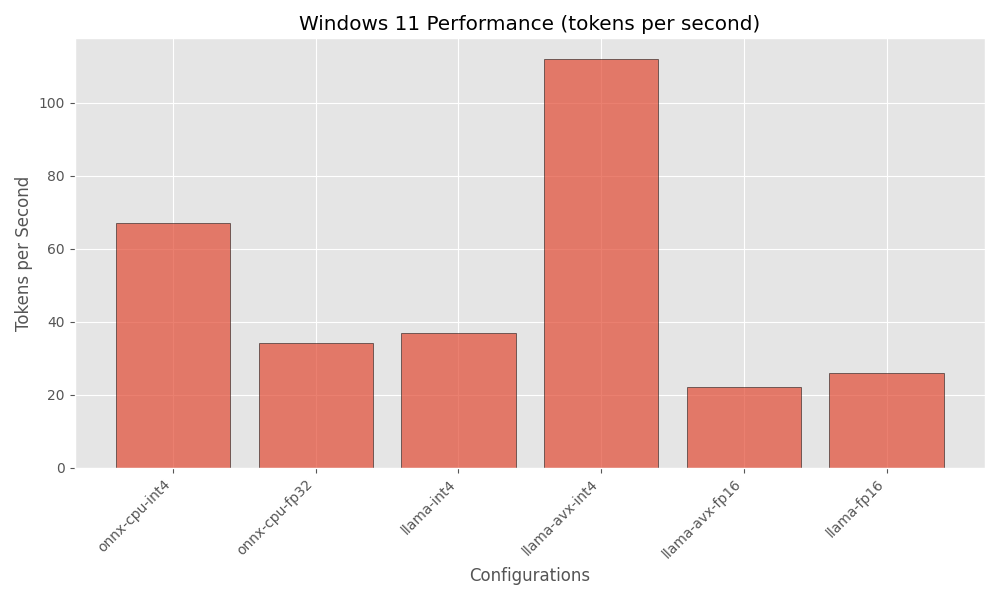 Windows 11 Performance (tokens per second)
Tokens per Second
100
80
60
40
20
0
onnx-cpu-int4
onnx-cpu-fp32
llama-int4
llama-avx-int4
llama-avx-fp16
llama-fp16
Configurations